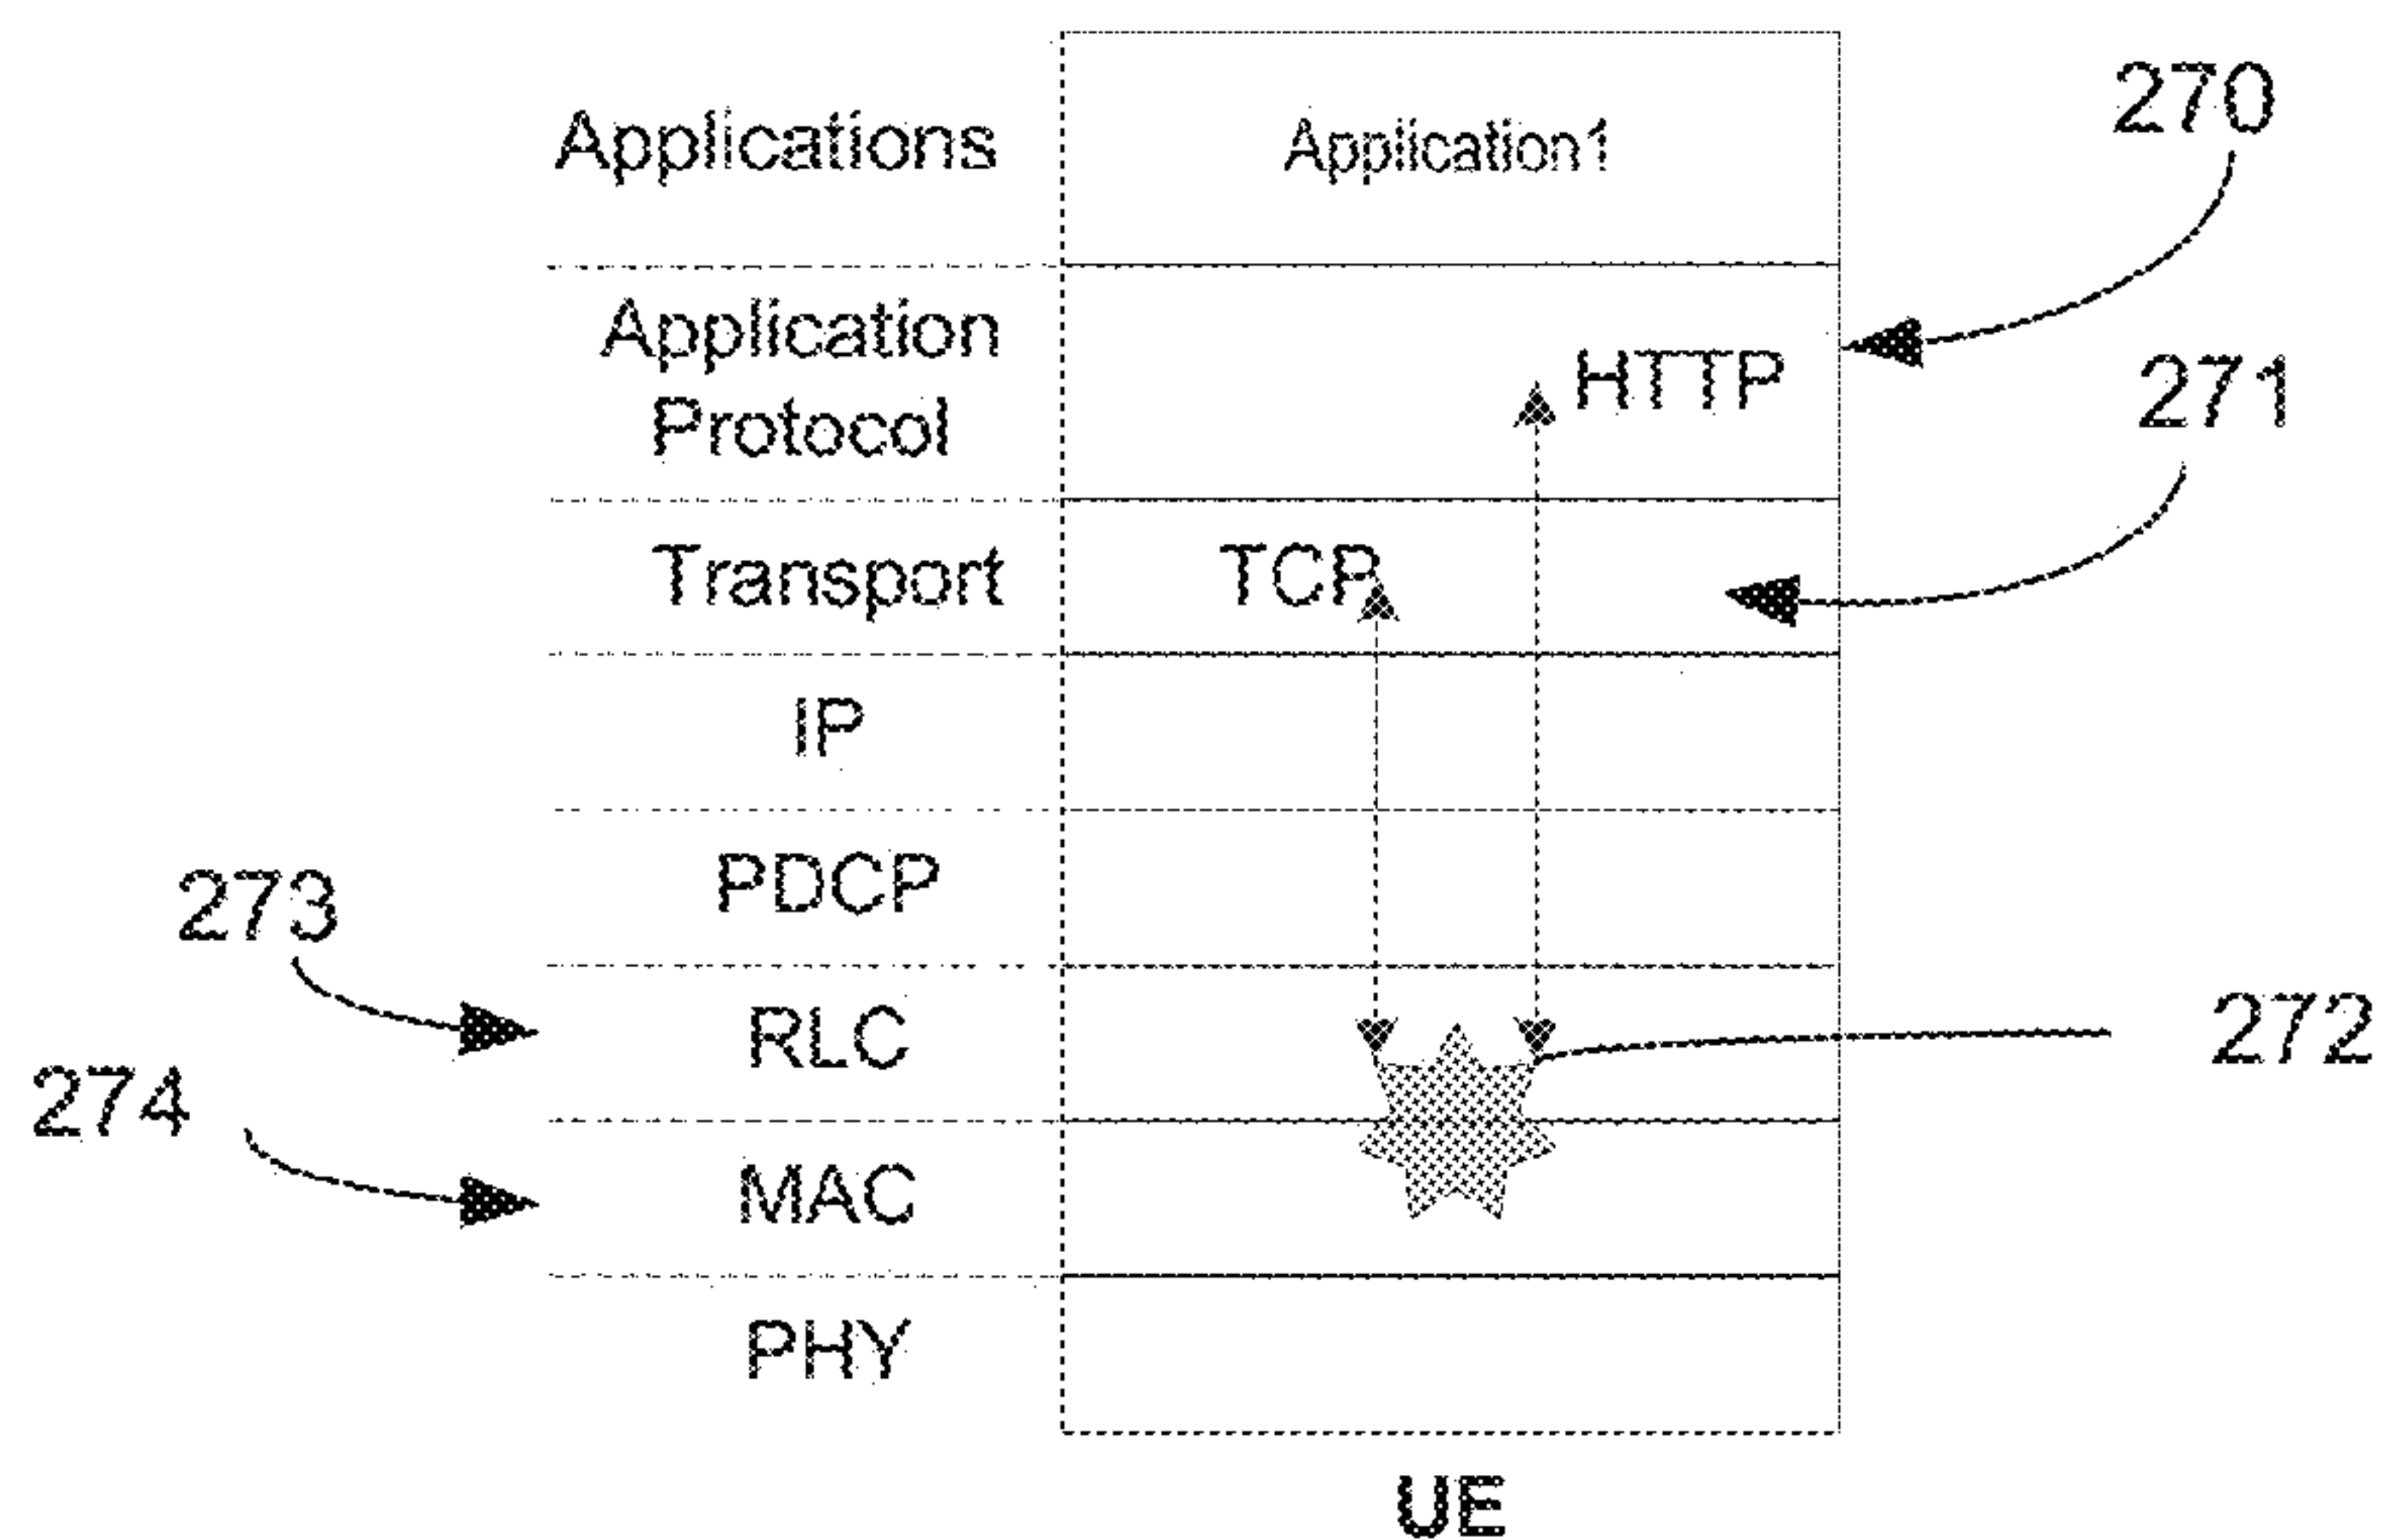 Applications
Application1
270
Application
Protocol
HTTP
271
Transport
TCP
IP
PDCP
273
RLC
272
274
MAC
PHY
UE